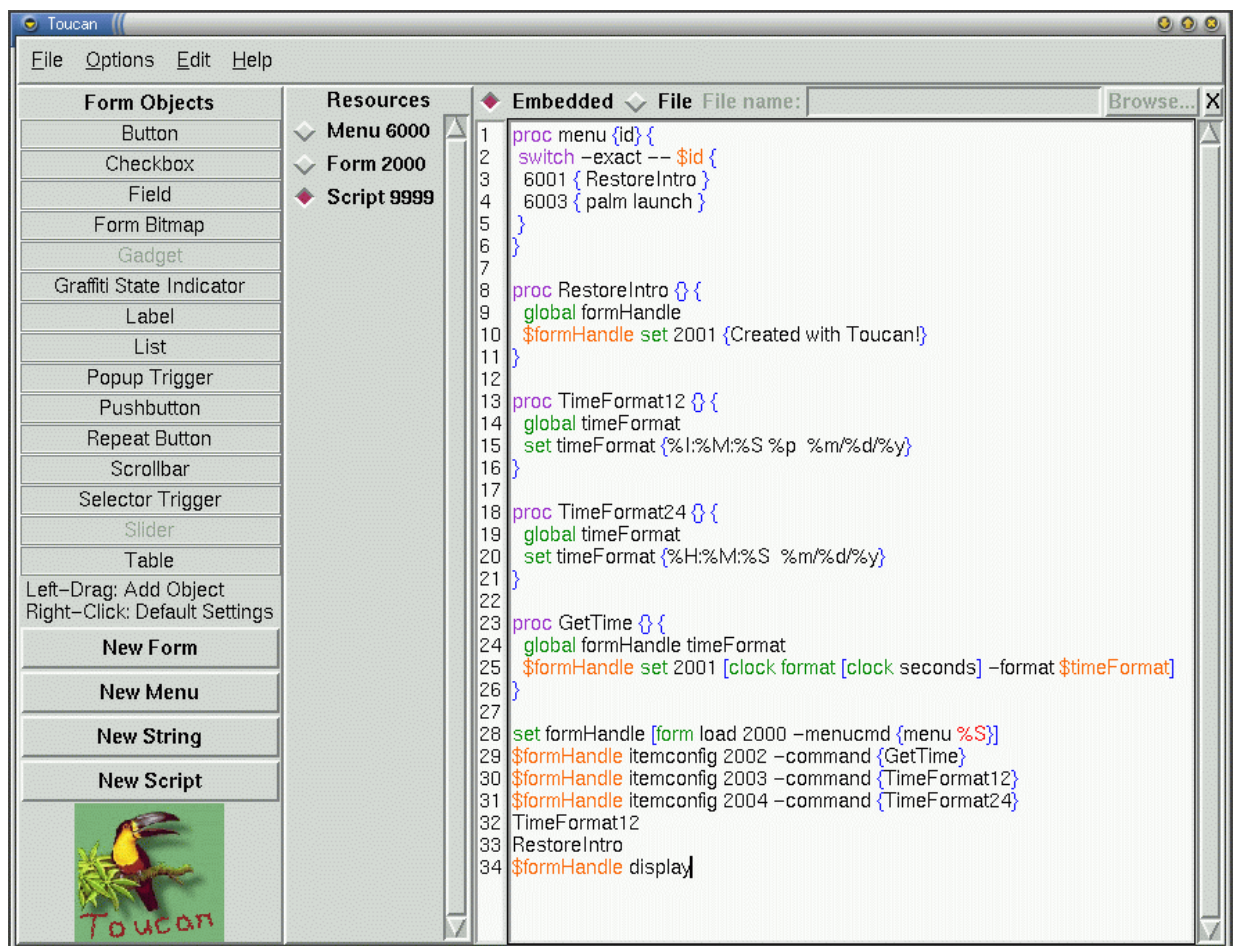 Toucan
File Options Edit Help
Form Objects
Button
Checkbox
Field
Form Bitmap
Gadget
Graffiti State Indicator
Label
List
Popup Trigger
Pushbutton
Repeat Button
Scrollbar
Selector Trigger
Slider
Table
Left-Drag: Add Object
Right-Click: Default Settings
New Form
New Menu
New String
New Script
Toucan
Resources
Menu 6000
Form 2000
Script 9999
Embedded File File name: Browse... X
1 proc menu {id} {
2 switch -exact -- $id {
3 6001 { RestoreIntro }
4 6003 { palm launch }
5 }
6 }
7
8 proc RestoreIntro {} {
9 global formHandle
10 $formHandle set 2001 {Created with Toucan!}
11 }
12
13 proc TimeFormat12 {} {
14 global timeFormat
15 set timeFormat {%I:%M:%S %p %m/%d/%y}
16 }
17
18 proc TimeFormat24 {} {
19 global timeFormat
20 set timeFormat {%H:%M:%S %m/%d/%y}
21 }
22
23 proc GetTime {} {
24 global formHandle timeFormat
25 $formHandle set 2001 [clock format [clock seconds] -format $timeFormat]
26 }
27
28 set formHandle [form load 2000 -menucmd {menu %S}]
29 $formHandle itemconfig 2002 -command {GetTime}
30 $formHandle itemconfig 2003 -command {TimeFormat12}
31 $formHandle itemconfig 2004 -command {TimeFormat24}
32 TimeFormat12
33 RestoreIntro
34 $formHandle display